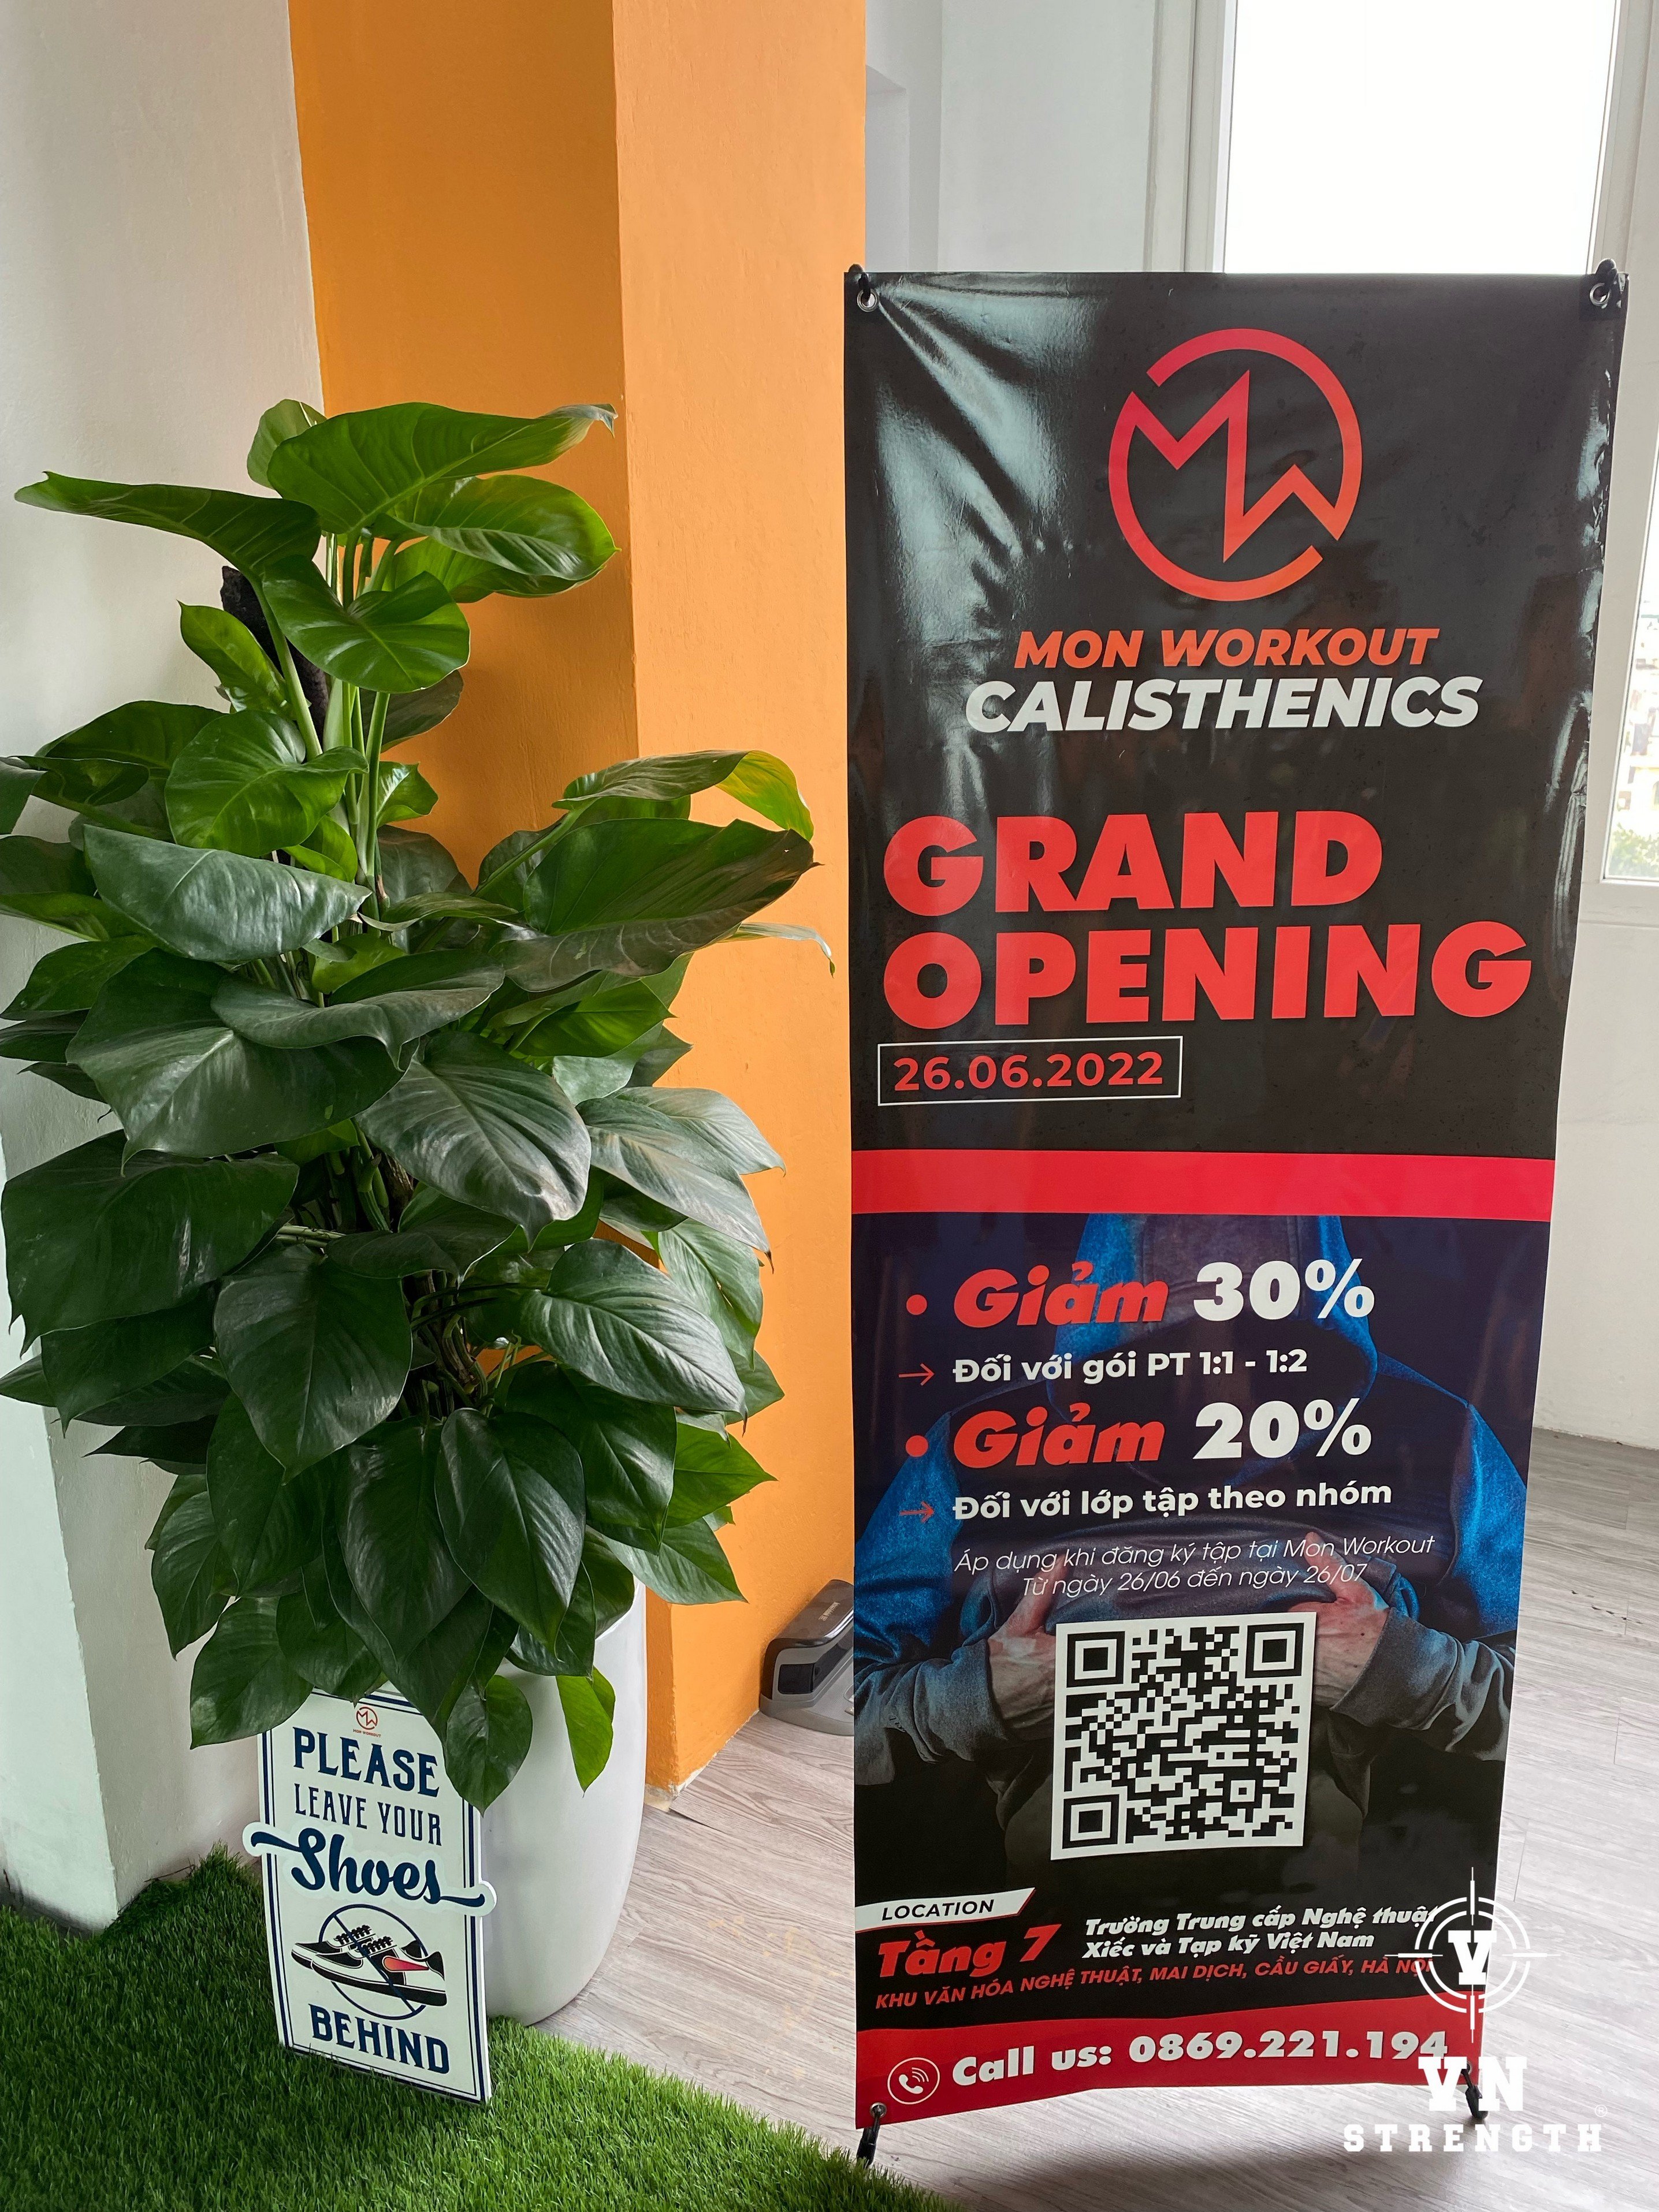 MON WORKOUT
CALISTHENICS
GRAND
OPENING
26.06.2022
• Giảm 30%
→ Đối với gói PT 1:1 - 1:2
• Giảm 20%
→ Đối với lớp tập theo nhóm
Áp dụng khi đăng ký tập tại Mon Workout
Từ ngày 26/06 đến ngày 26/07
LOCATION
Tầng 7
Trường Trung cấp Nghệ thuật
Xiếc và Tạp kỹ Việt Nam
KHU VĂN HÓA NGHỆ THUẬT, MAI DỊCH, CẦU GIẤY, HÀ NỘI
Call us: 0869.221.194
MON WORKOUT
PLEASE
LEAVE YOUR
Shoes
BEHIND
V
VN
STRENGTH®